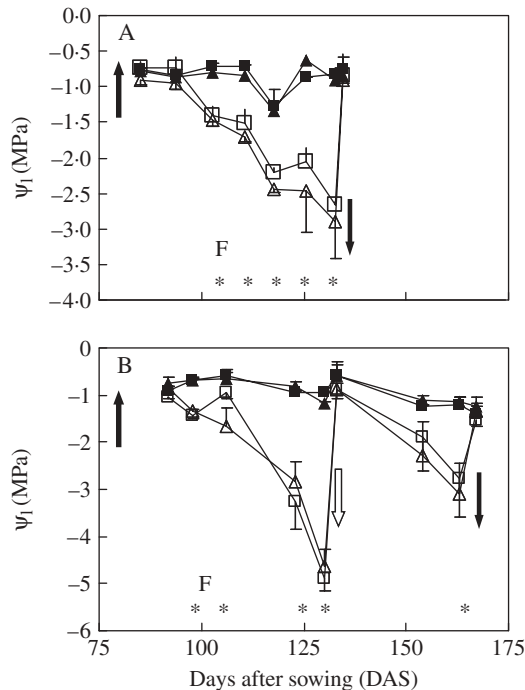 A
0·0
−0·5
−1·0
−1·5
−2·0
−2·5
−3·0
−3·5
−4·0
ψl (MPa)
F
* * * * *
B
0
−1
−2
−3
−4
−5
−6
ψl (MPa)
F
* * * * *
75 100 125 150 175
Days after sowing (DAS)